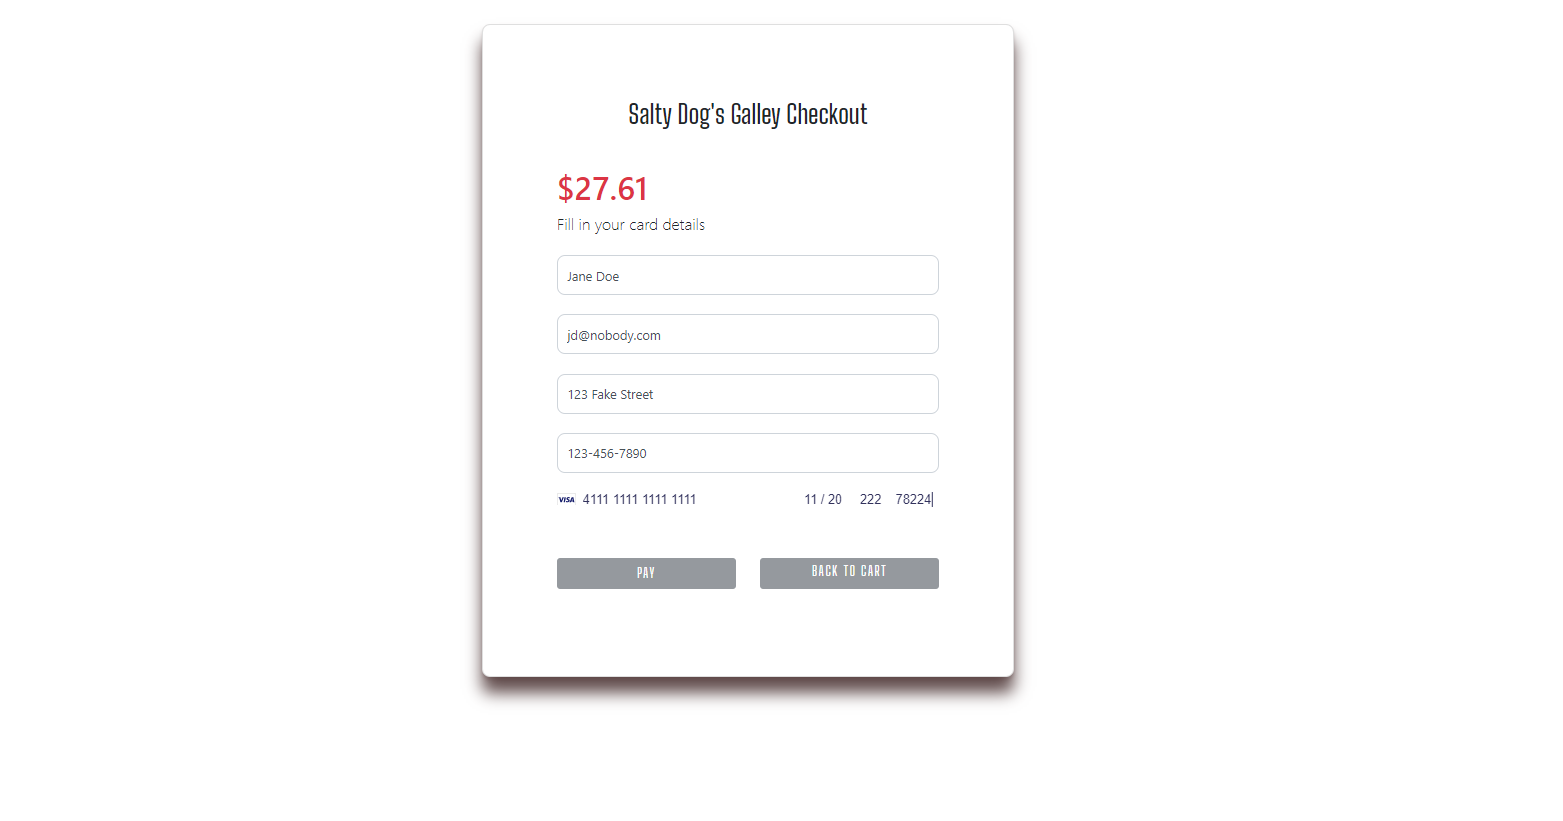 Salty Dog's Galley Checkout
$27.61
Fill in your card details
Jane Doe
jd@nobody.com
123 Fake Street
123-456-7890
VISA 4111 1111 1111 1111 11 / 20 222 78224
PAY BACK TO CART